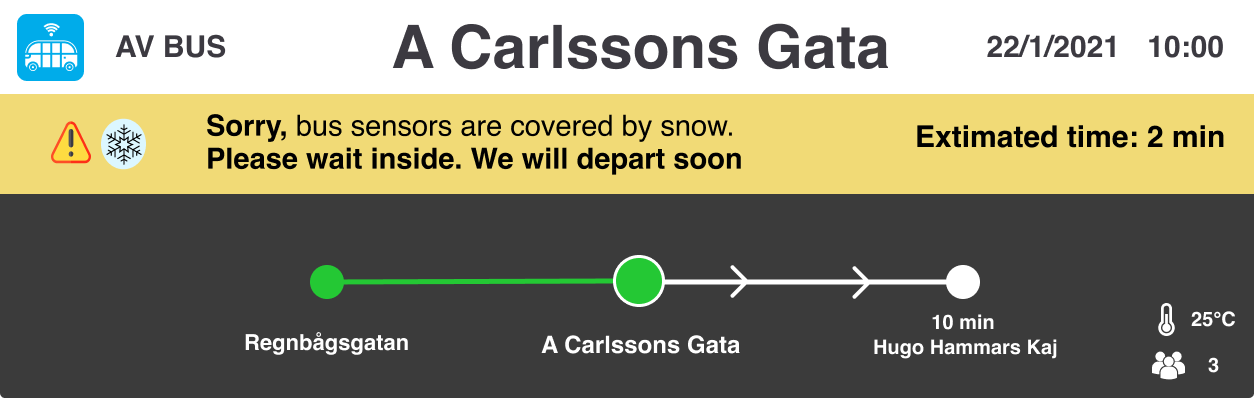 AV BUS
A Carlssons Gata
22/1/2021 10:00
Sorry, bus sensors are covered by snow.
Please wait inside. We will depart soon
Extimated time: 2 min
Regnbågsgatan
A Carlssons Gata
10 min
Hugo Hammars Kaj
25°C
3